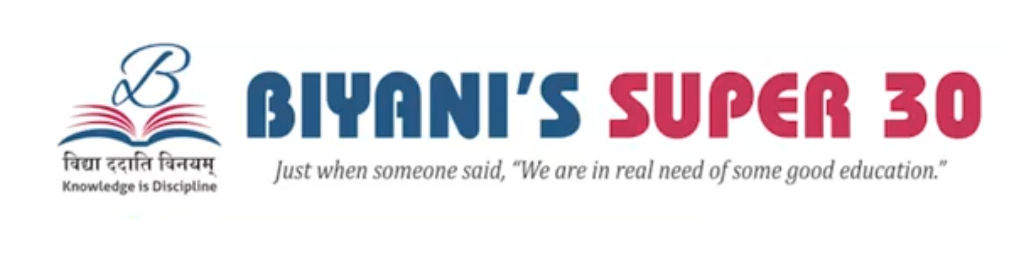 B
विद्या ददाति विनयम्
Knowledge is Discipline
BIYANI'S SUPER 30
Just when someone said, “We are in real need of some good education.”